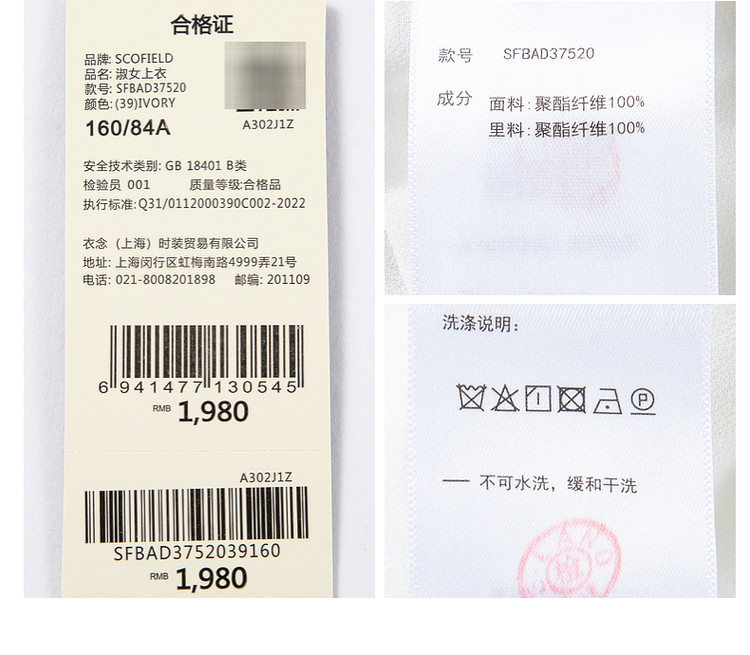 合格证
品牌: SCOFIELD
品名: 淑女上衣
款号: SFBAD37520
颜色: (39)IVORY
160/84A
A302J1Z
安全技术类别: GB 18401 B类
检验员 001 质量等级:合格品
执行标准:Q31/0112000390C002-2022
衣念（上海）时装贸易有限公司
地址: 上海闵行区虹梅南路4999弄21号
电话: 021-8008201898 邮编: 201109
6 941477 130545
RMB 1,980
A302J1Z
SFBAD3752039160
RMB 1,980
款号 SFBAD37520
成分 面料: 聚酯纤维100%
里料: 聚酯纤维100%
洗涤说明:
P
— 不可水洗，缓和干洗